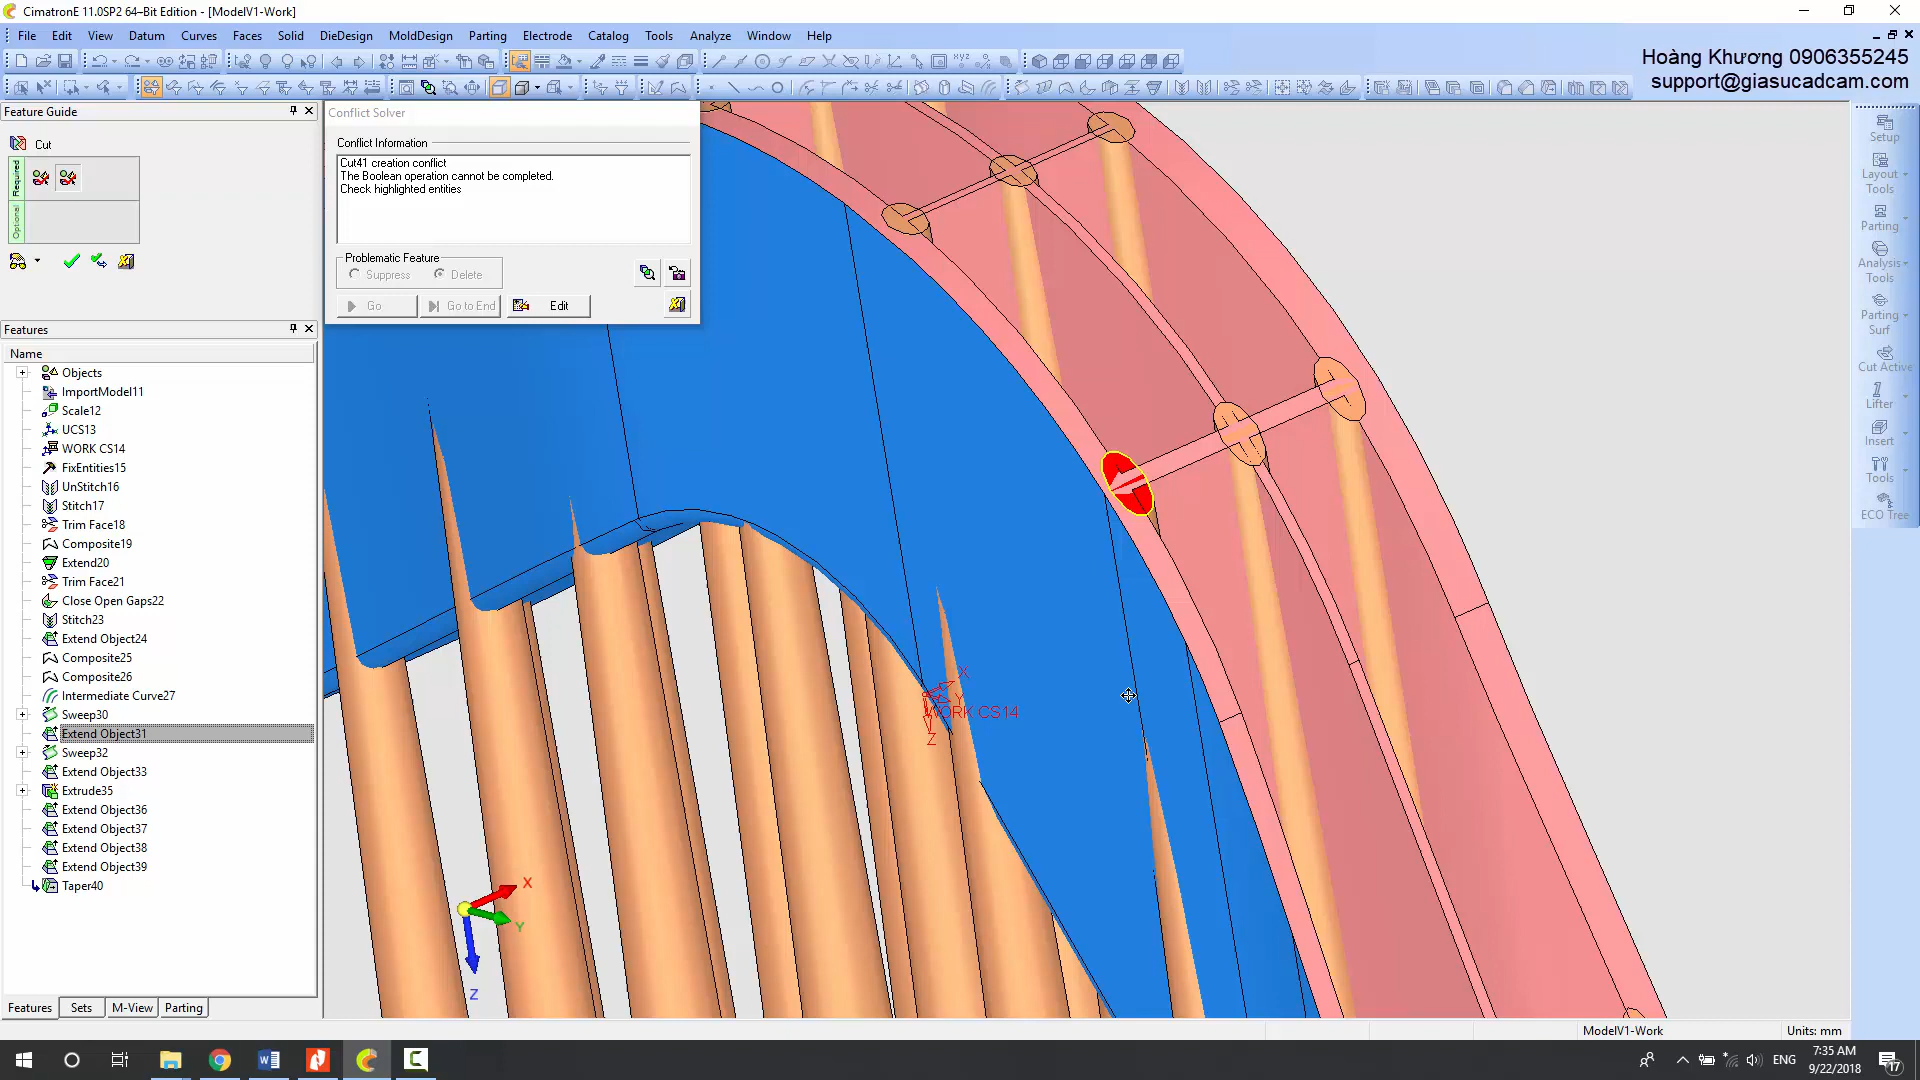 CimatronE 11.0SP2 64–Bit Edition - [ModelV1-Work]
File Edit View Datum Curves Faces Solid DieDesign MoldDesign Parting Electrode Catalog Tools Analyze Window Help
Hoàng Khương 0906355245
support@giasucadcam.com
Feature Guide
Cut
Required
Optional
Conflict Solver
Conflict Information
Cut41 creation conflict
The Boolean operation cannot be completed.
Check highlighted entities
Problematic Feature
Suppress Delete
Go Go to End Edit
Features
Name
Objects
ImportModel11
Scale12
UCS13
WORK CS14
FixEntities15
UnStitch16
Stitch17
Trim Face18
Composite19
Extend20
Trim Face21
Close Open Gaps22
Stitch23
Extend Object24
Composite25
Composite26
Intermediate Curve27
Sweep30
Extend Object31
Sweep32
Extend Object33
Extrude35
Extend Object36
Extend Object37
Extend Object38
Extend Object39
Taper40
Features Sets M-View Parting
X
Y
Z
X
Y
WORK CS14
Z
Setup
Layout Tools
Parting
Analysis Tools
Parting Surf
Cut Active
Lifter
Insert
Tools
ECO Tree
ModelV1-Work Units: mm
ENG
7:35 AM
9/22/2018
17